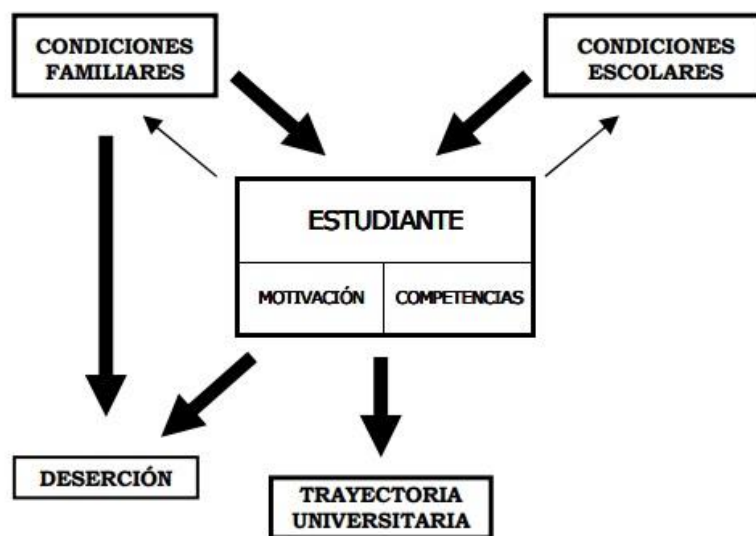 CONDICIONES
FAMILIARES
CONDICIONES
ESCOLARES
ESTUDIANTE
MOTIVACIÓN
COMPETENCIAS
DESERCIÓN
TRAYECTORIA
UNIVERSITARIA